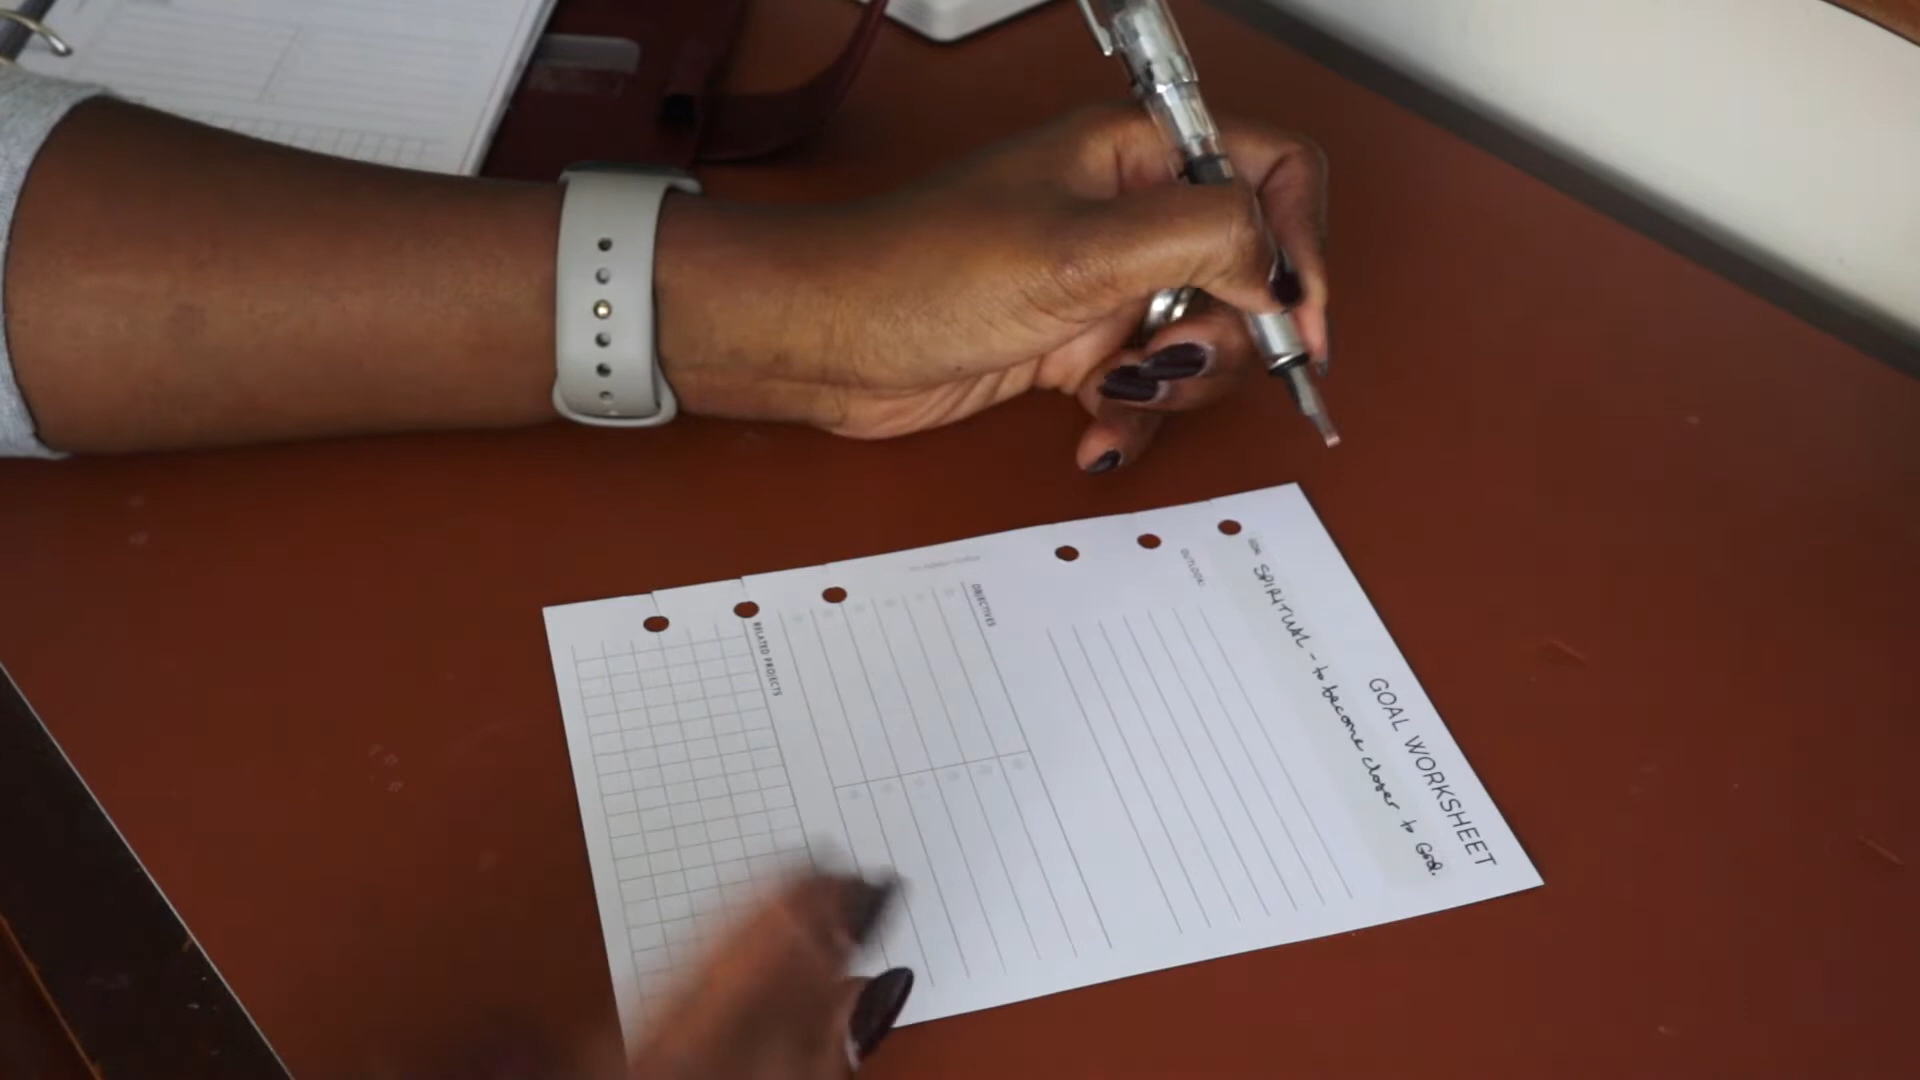 GOAL WORKSHEET
GOAL: SPIRITUAL - to become closer to God.
OUTLOOK:
OBJECTIVES
RELATED PROJECTS